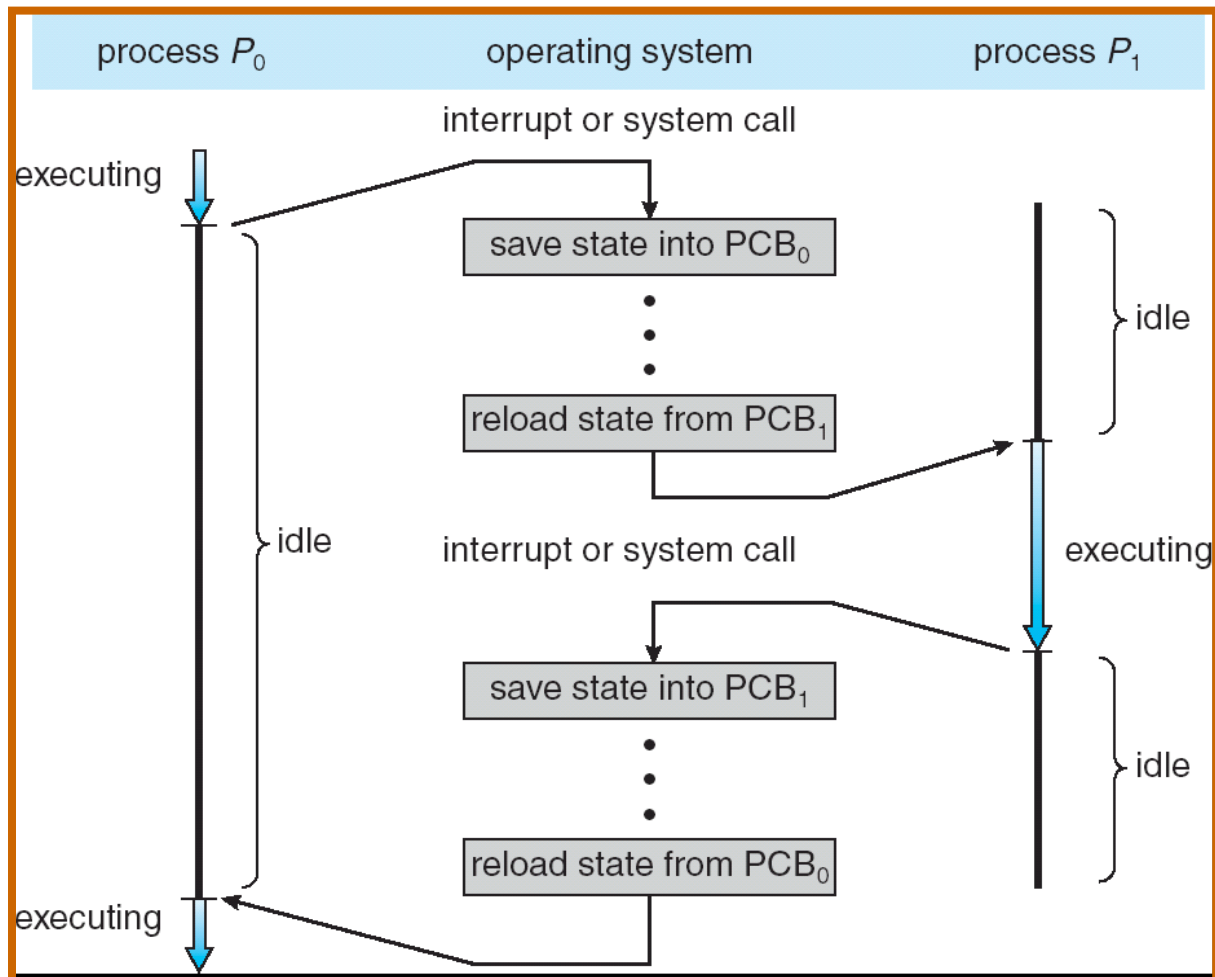 process P₀ operating system process P₁
interrupt or system call
executing
save state into PCB₀
idle
reload state from PCB₁
idle
interrupt or system call
executing
save state into PCB₁
idle
reload state from PCB₀
executing